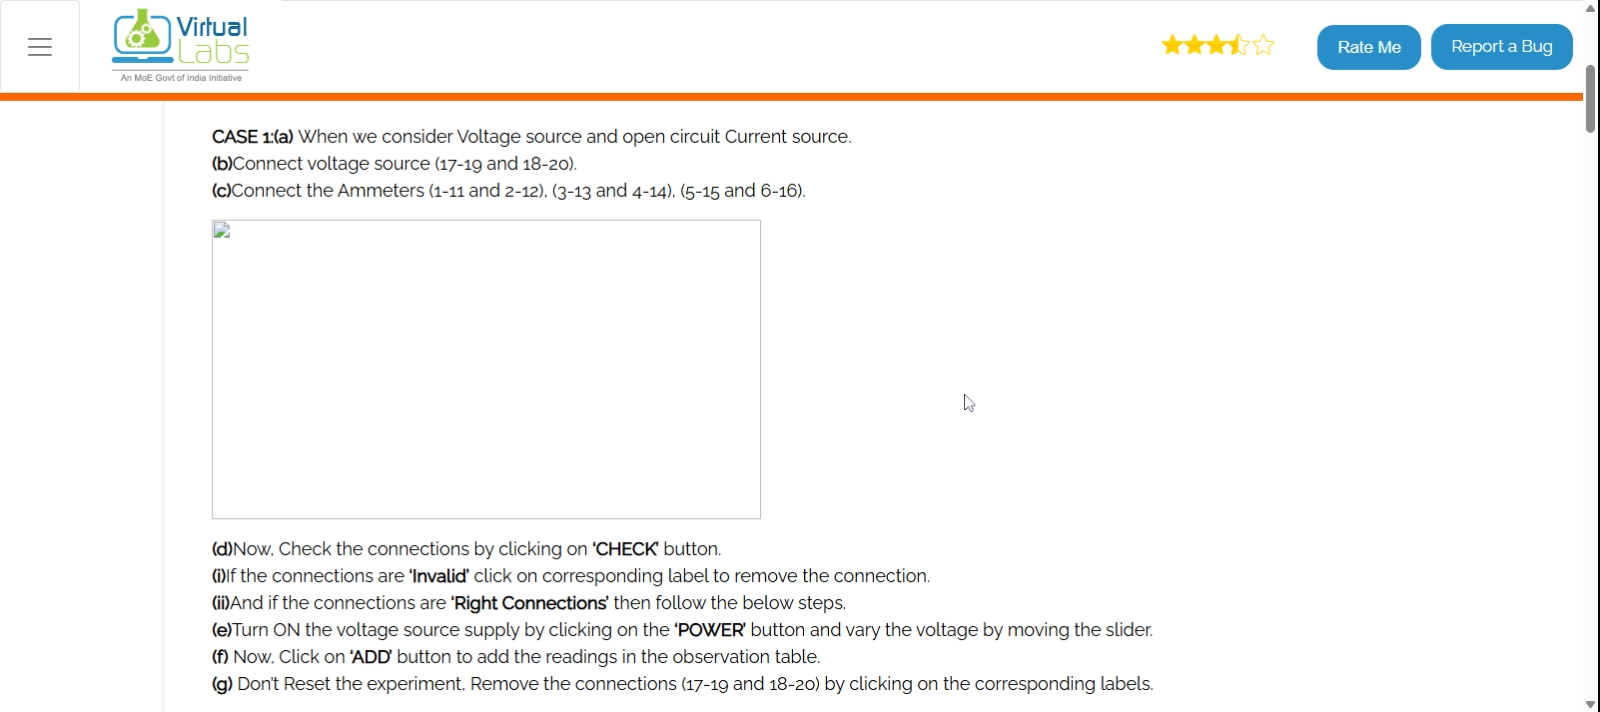 Virtual
Labs
An MoE Govt of India Initiative
Rate Me
Report a Bug
CASE 1:(a) When we consider Voltage source and open circuit Current source.
(b)Connect voltage source (17-19 and 18-20).
(c)Connect the Ammeters (1-11 and 2-12), (3-13 and 4-14), (5-15 and 6-16).
(d)Now, Check the connections by clicking on 'CHECK' button.
(i)If the connections are 'Invalid' click on corresponding label to remove the connection.
(ii)And if the connections are 'Right Connections' then follow the below steps.
(e)Turn ON the voltage source supply by clicking on the 'POWER' button and vary the voltage by moving the slider.
(f) Now, Click on 'ADD' button to add the readings in the observation table.
(g) Don't Reset the experiment, Remove the connections (17-19 and 18-20) by clicking on the corresponding labels.